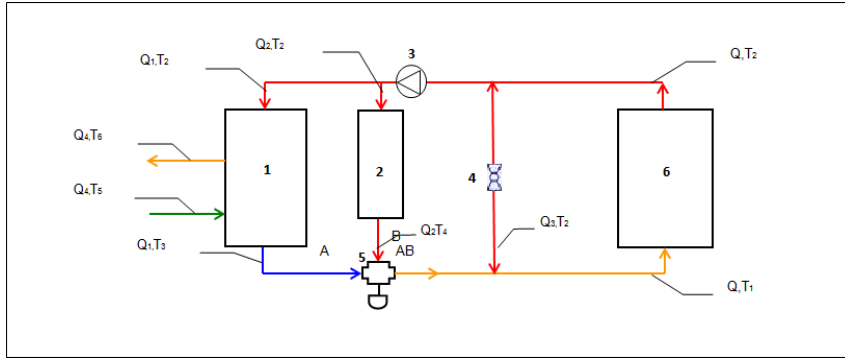 3
Q₂,T₂
Q,T₂
Q₁,T₂
Q₄,T₆
1
2
4
6
Q₄,T₅
Q₂T₄
Q₃,T₂
B
Q₁,T₃
A
5
AB
Q,T₁